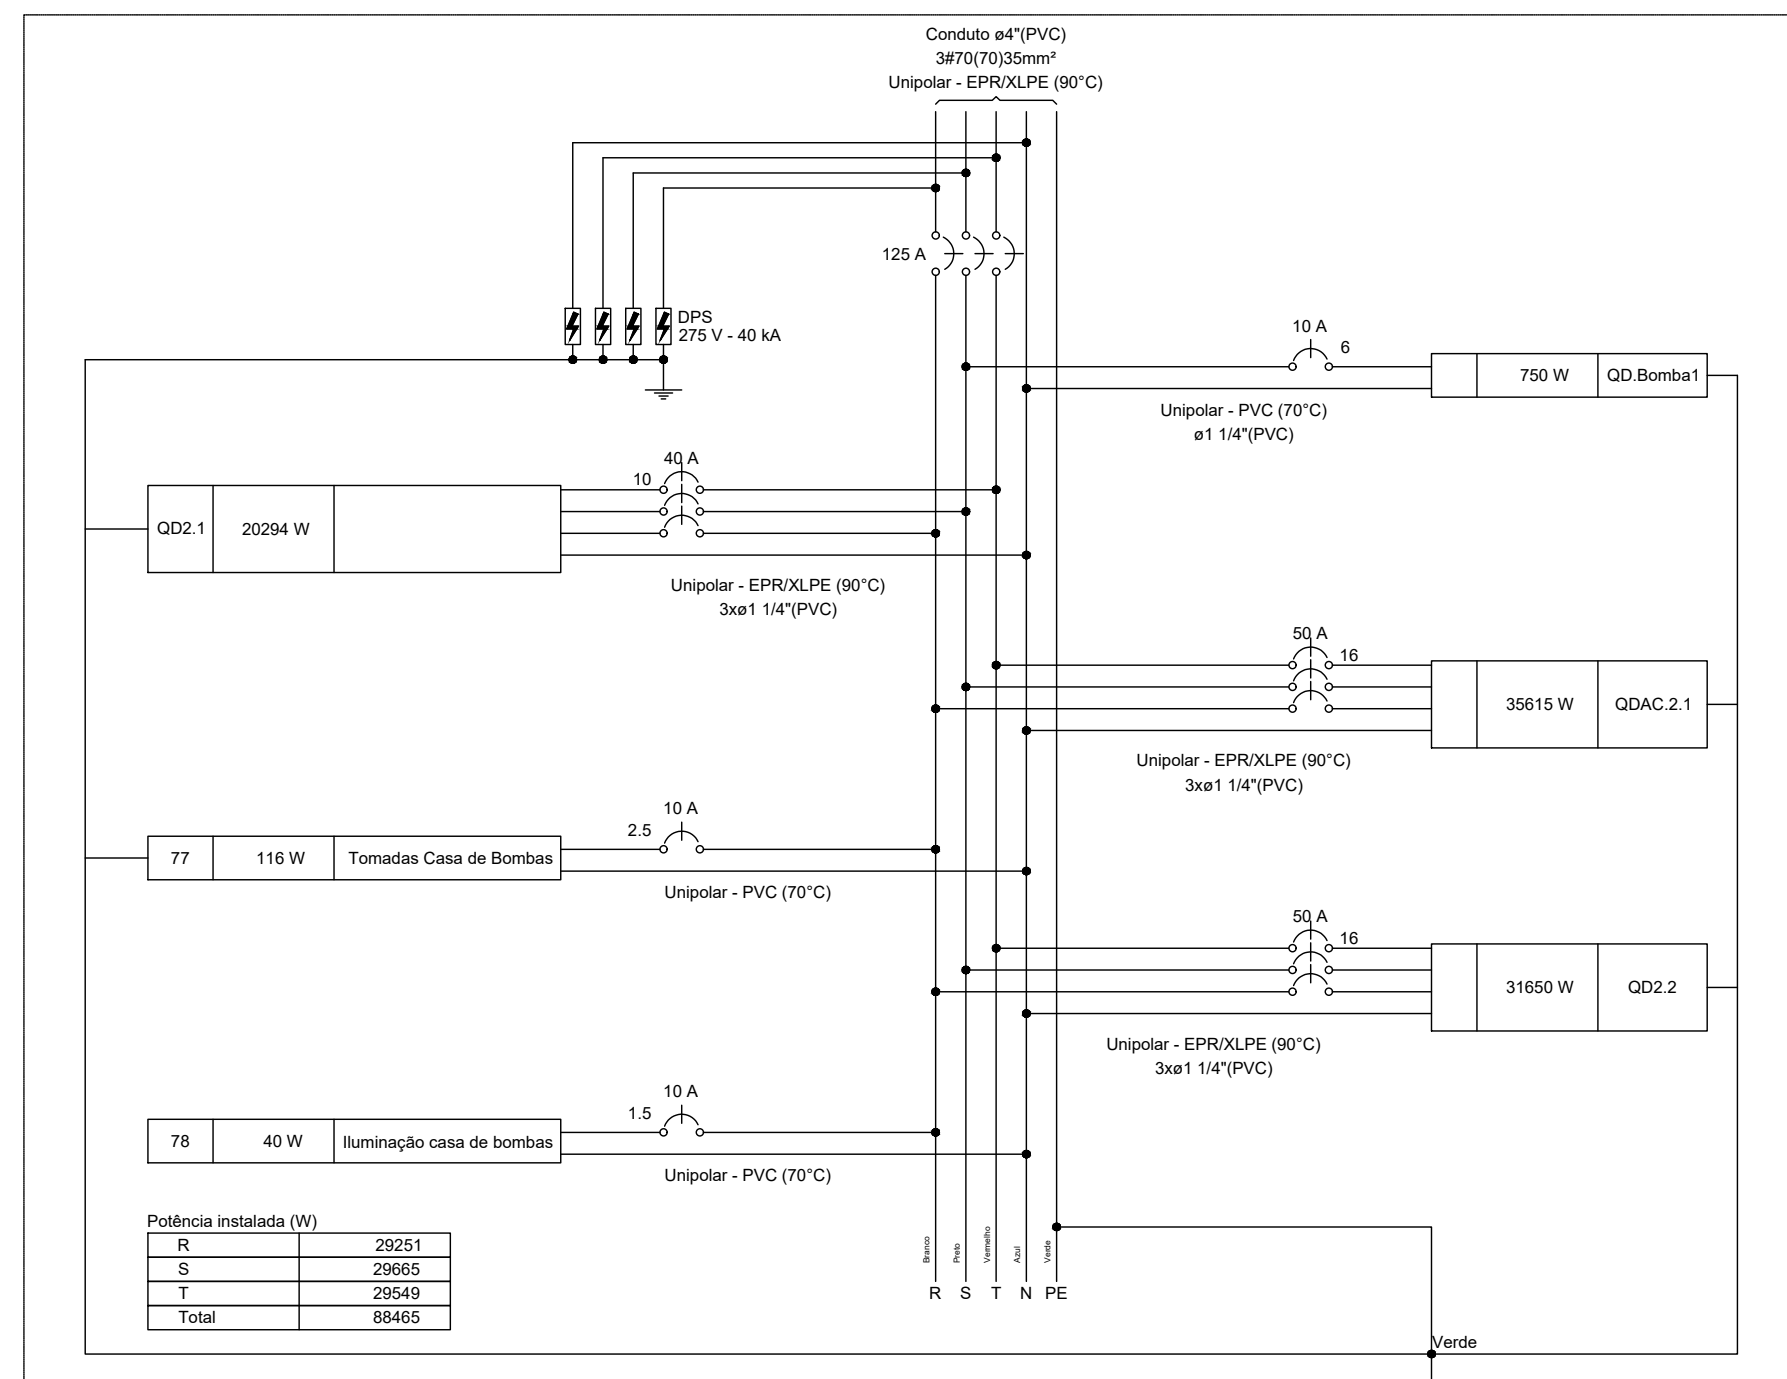 Conduto ø4"(PVC)
3#70(70)35mm²
Unipolar - EPR/XLPE (90°C)
125 A
DPS
275 V - 40 kA
10 A
6
750 W
QD.Bomba1
Unipolar - PVC (70°C)
ø1 1/4"(PVC)
40 A
10
QD2.1
20294 W
Unipolar - EPR/XLPE (90°C)
3xø1 1/4"(PVC)
50 A
16
35615 W
QDAC.2.1
Unipolar - EPR/XLPE (90°C)
3xø1 1/4"(PVC)
10 A
2.5
77
116 W
Tomadas Casa de Bombas
Unipolar - PVC (70°C)
50 A
16
31650 W
QD2.2
Unipolar - EPR/XLPE (90°C)
3xø1 1/4"(PVC)
10 A
1.5
78
40 W
Iluminação casa de bombas
Unipolar - PVC (70°C)
Potência instalada (W)
R 29251
S 29665
T 29549
Total 88465
Branco
Preto
Vermelho
Azul
Verde
R S T N PE
Verde